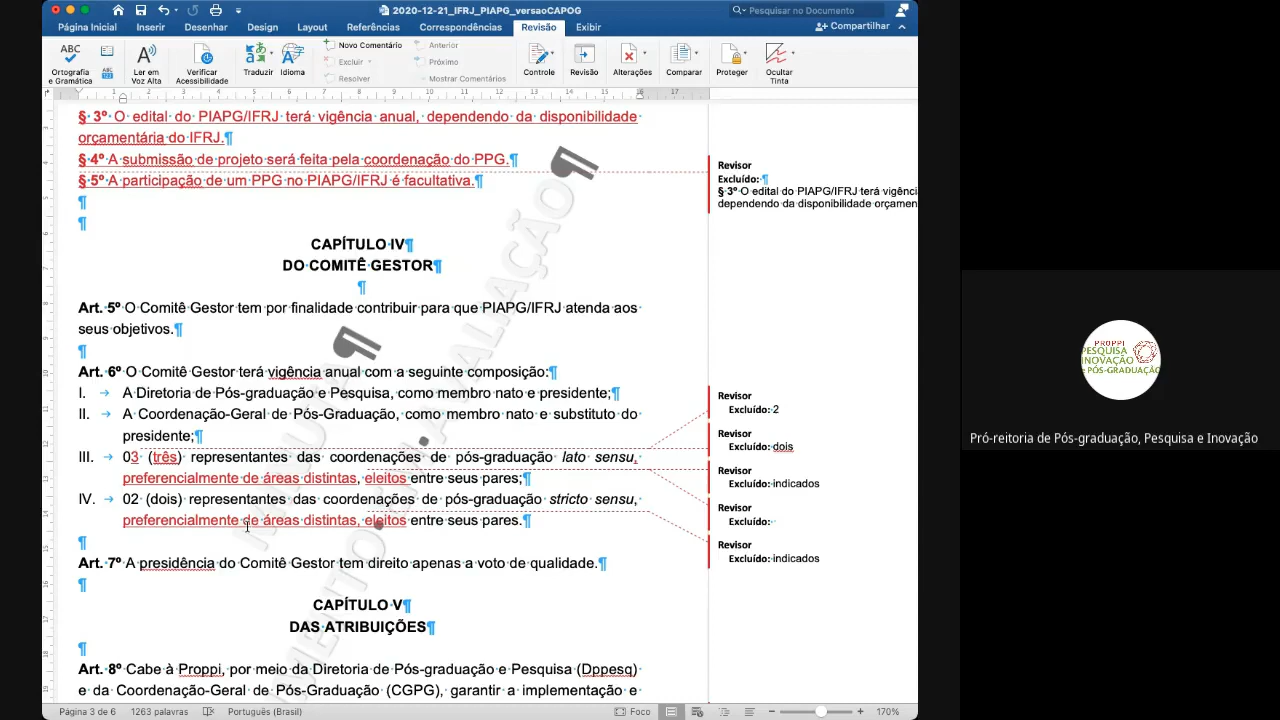 2020-12-21_IFRJ_PIAPG_versaoCAPOG
Pesquisar no Documento
Página Inicial Inserir Desenhar Design Layout Referências Correspondências Revisão Exibir
Compartilhar
ABC
Ortografia e Gramática
Ler em Voz Alta
Verificar Acessibilidade
Traduzir
Idioma
Novo Comentário
Excluir
Resolver
Anterior
Próximo
Mostrar Comentários
Controle
Revisão
Alterações
Comparar
Proteger
Ocultar Tinta
§ 3º O edital do PIAPG/IFRJ terá vigência anual, dependendo da disponibilidade
orçamentária do IFRJ.¶
§ 4º A submissão de projeto será feita pela coordenação do PPG.¶
§ 5º A participação de um PPG no PIAPG/IFRJ é facultativa.¶
¶
¶
CAPÍTULO IV¶
DO COMITÊ GESTOR¶
¶
Art. 5º O Comitê Gestor tem por finalidade contribuir para que PIAPG/IFRJ atenda aos
seus objetivos.¶
¶
Art. 6º O Comitê Gestor terá vigência anual com a seguinte composição:¶
I. → A Diretoria de Pós-graduação e Pesquisa, como membro nato e presidente;¶
II. → A Coordenação-Geral de Pós-Graduação, como membro nato e substituto do
presidente;¶
III. → 03 (três) representantes das coordenações de pós-graduação lato sensu,
preferencialmente de áreas distintas, eleitos entre seus pares;¶
IV. → 02 (dois) representantes das coordenações de pós-graduação stricto sensu,
preferencialmente de áreas distintas, eleitos entre seus pares.¶
¶
Art. 7º A presidência do Comitê Gestor tem direito apenas a voto de qualidade.¶
¶
CAPÍTULO V¶
DAS ATRIBUIÇÕES¶
¶
Art. 8º Cabe à Proppi, por meio da Diretoria de Pós-graduação e Pesquisa (Dppesq)
e da Coordenação-Geral de Pós-Graduação (CGPG), garantir a implementação e
Revisor
Excluído: ¶
§ 3º O edital do PIAPG/IFRJ terá
dependendo da disponibilidade
Revisor
Excluído: 2
Revisor
Excluído: dois
Revisor
Excluído: indicados
Revisor
Excluído:
Revisor
Excluído: indicados
Página 3 de 6 1263 palavras Português (Brasil) Foco 170%
PROPPI
PESQUISA
INOVAÇÃO
e PÓS-GRADUAÇÃO
Pró-reitoria de Pós-graduação, Pesquisa e Inovação